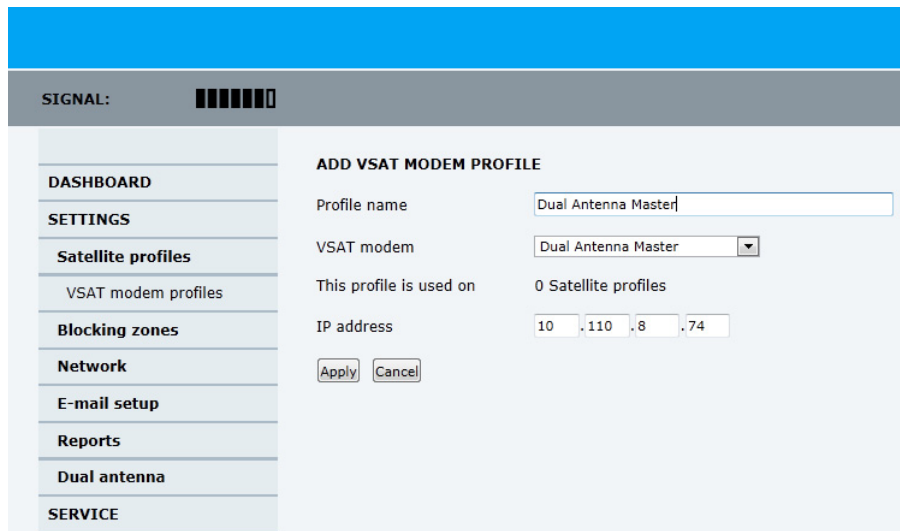 SIGNAL:
DASHBOARD
SETTINGS
Satellite profiles
VSAT modem profiles
Blocking zones
Network
E-mail setup
Reports
Dual antenna
SERVICE
ADD VSAT MODEM PROFILE
Profile name Dual Antenna Master
VSAT modem Dual Antenna Master
This profile is used on 0 Satellite profiles
IP address 10 .110 .8 .74
Apply Cancel